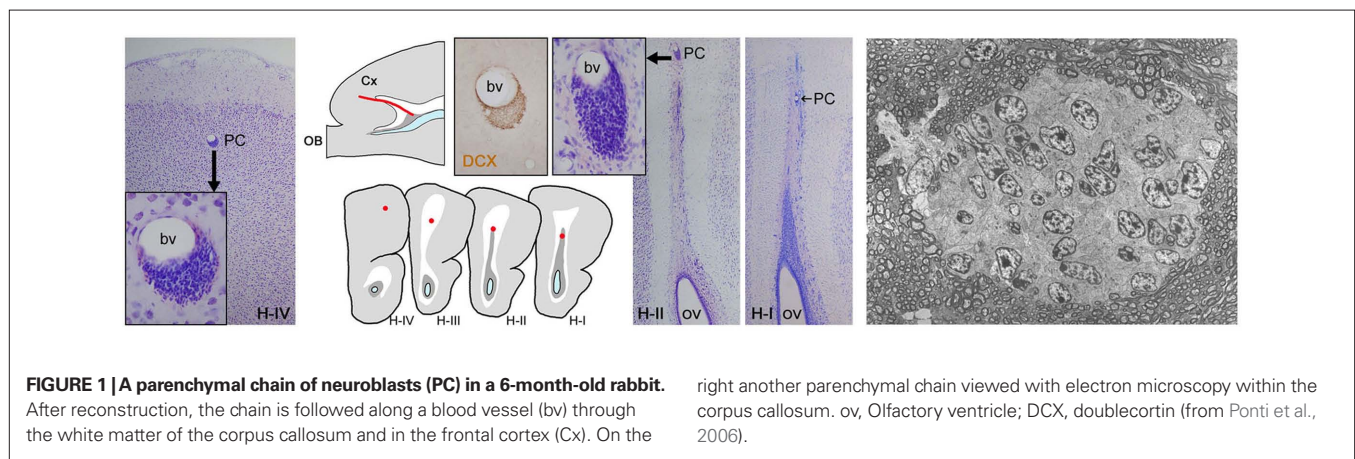 PC
bv
H-IV
Cx
OB
bv
DCX
bv
PC
H-IV
H-III
H-II
H-I
H-II
ov
PC
H-I
ov
FIGURE 1 | A parenchymal chain of neuroblasts (PC) in a 6-month-old rabbit.
After reconstruction, the chain is followed along a blood vessel (bv) through
the white matter of the corpus callosum and in the frontal cortex (Cx). On the
right another parenchymal chain viewed with electron microscopy within the
corpus callosum. ov, Olfactory ventricle; DCX, doublecortin (from Ponti et al.,
2006).